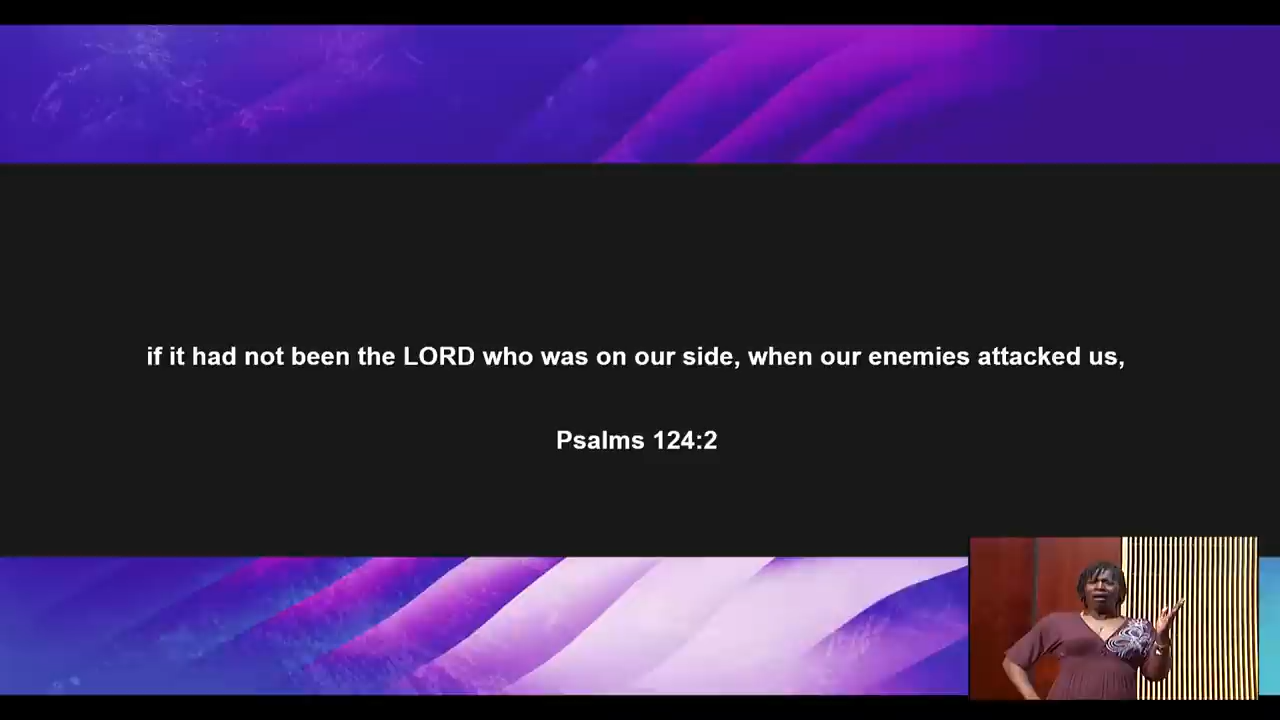 if it had not been the LORD who was on our side, when our enemies attacked us,
Psalms 124:2